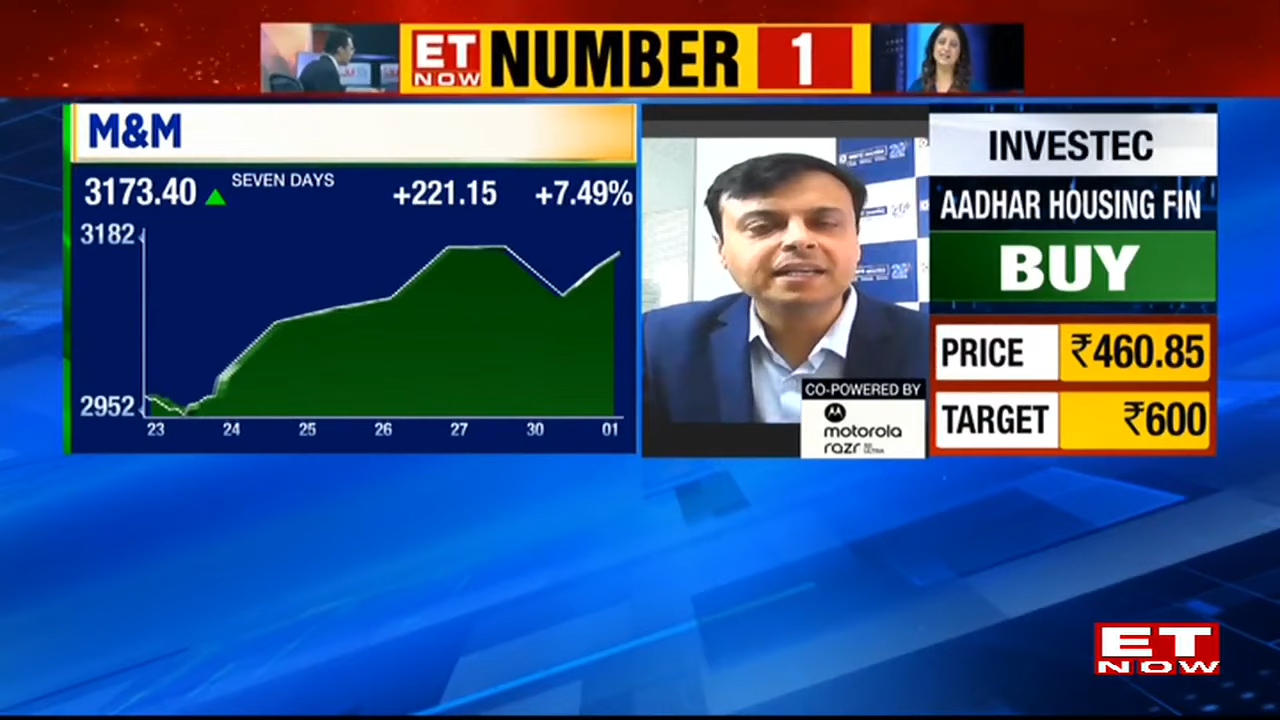 ET NOW NUMBER 1
M&M
3173.40 SEVEN DAYS +221.15 +7.49%
3182
2952
23 24 25 26 27 30 01
CO-POWERED BY
motorola
razr
ULTRA
INVESTEC
AADHAR HOUSING FIN
BUY
PRICE ₹460.85
TARGET ₹600
ET
NOW